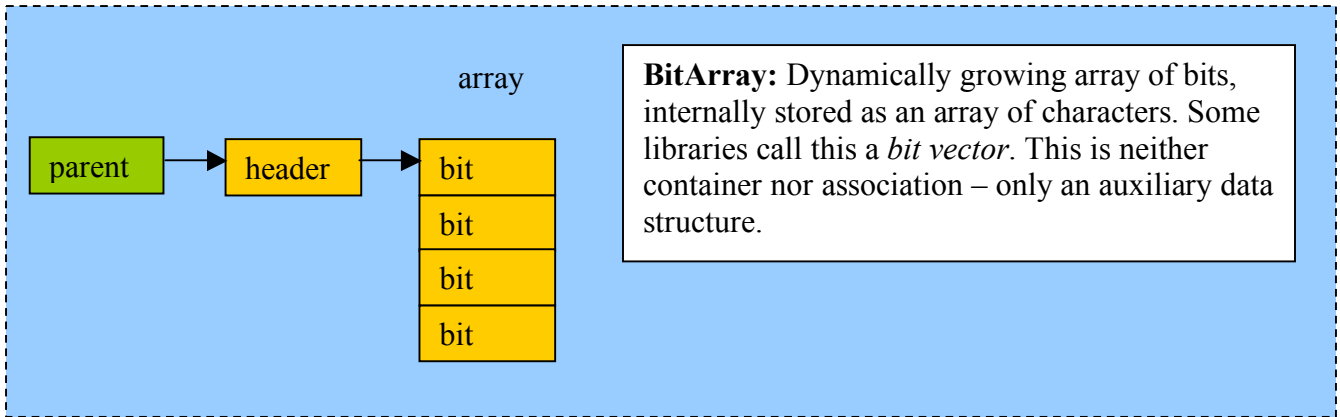 array
parent
header
bit
bit
bit
bit
BitArray: Dynamically growing array of bits,
internally stored as an array of characters. Some
libraries call this a bit vector. This is neither
container nor association – only an auxiliary data
structure.